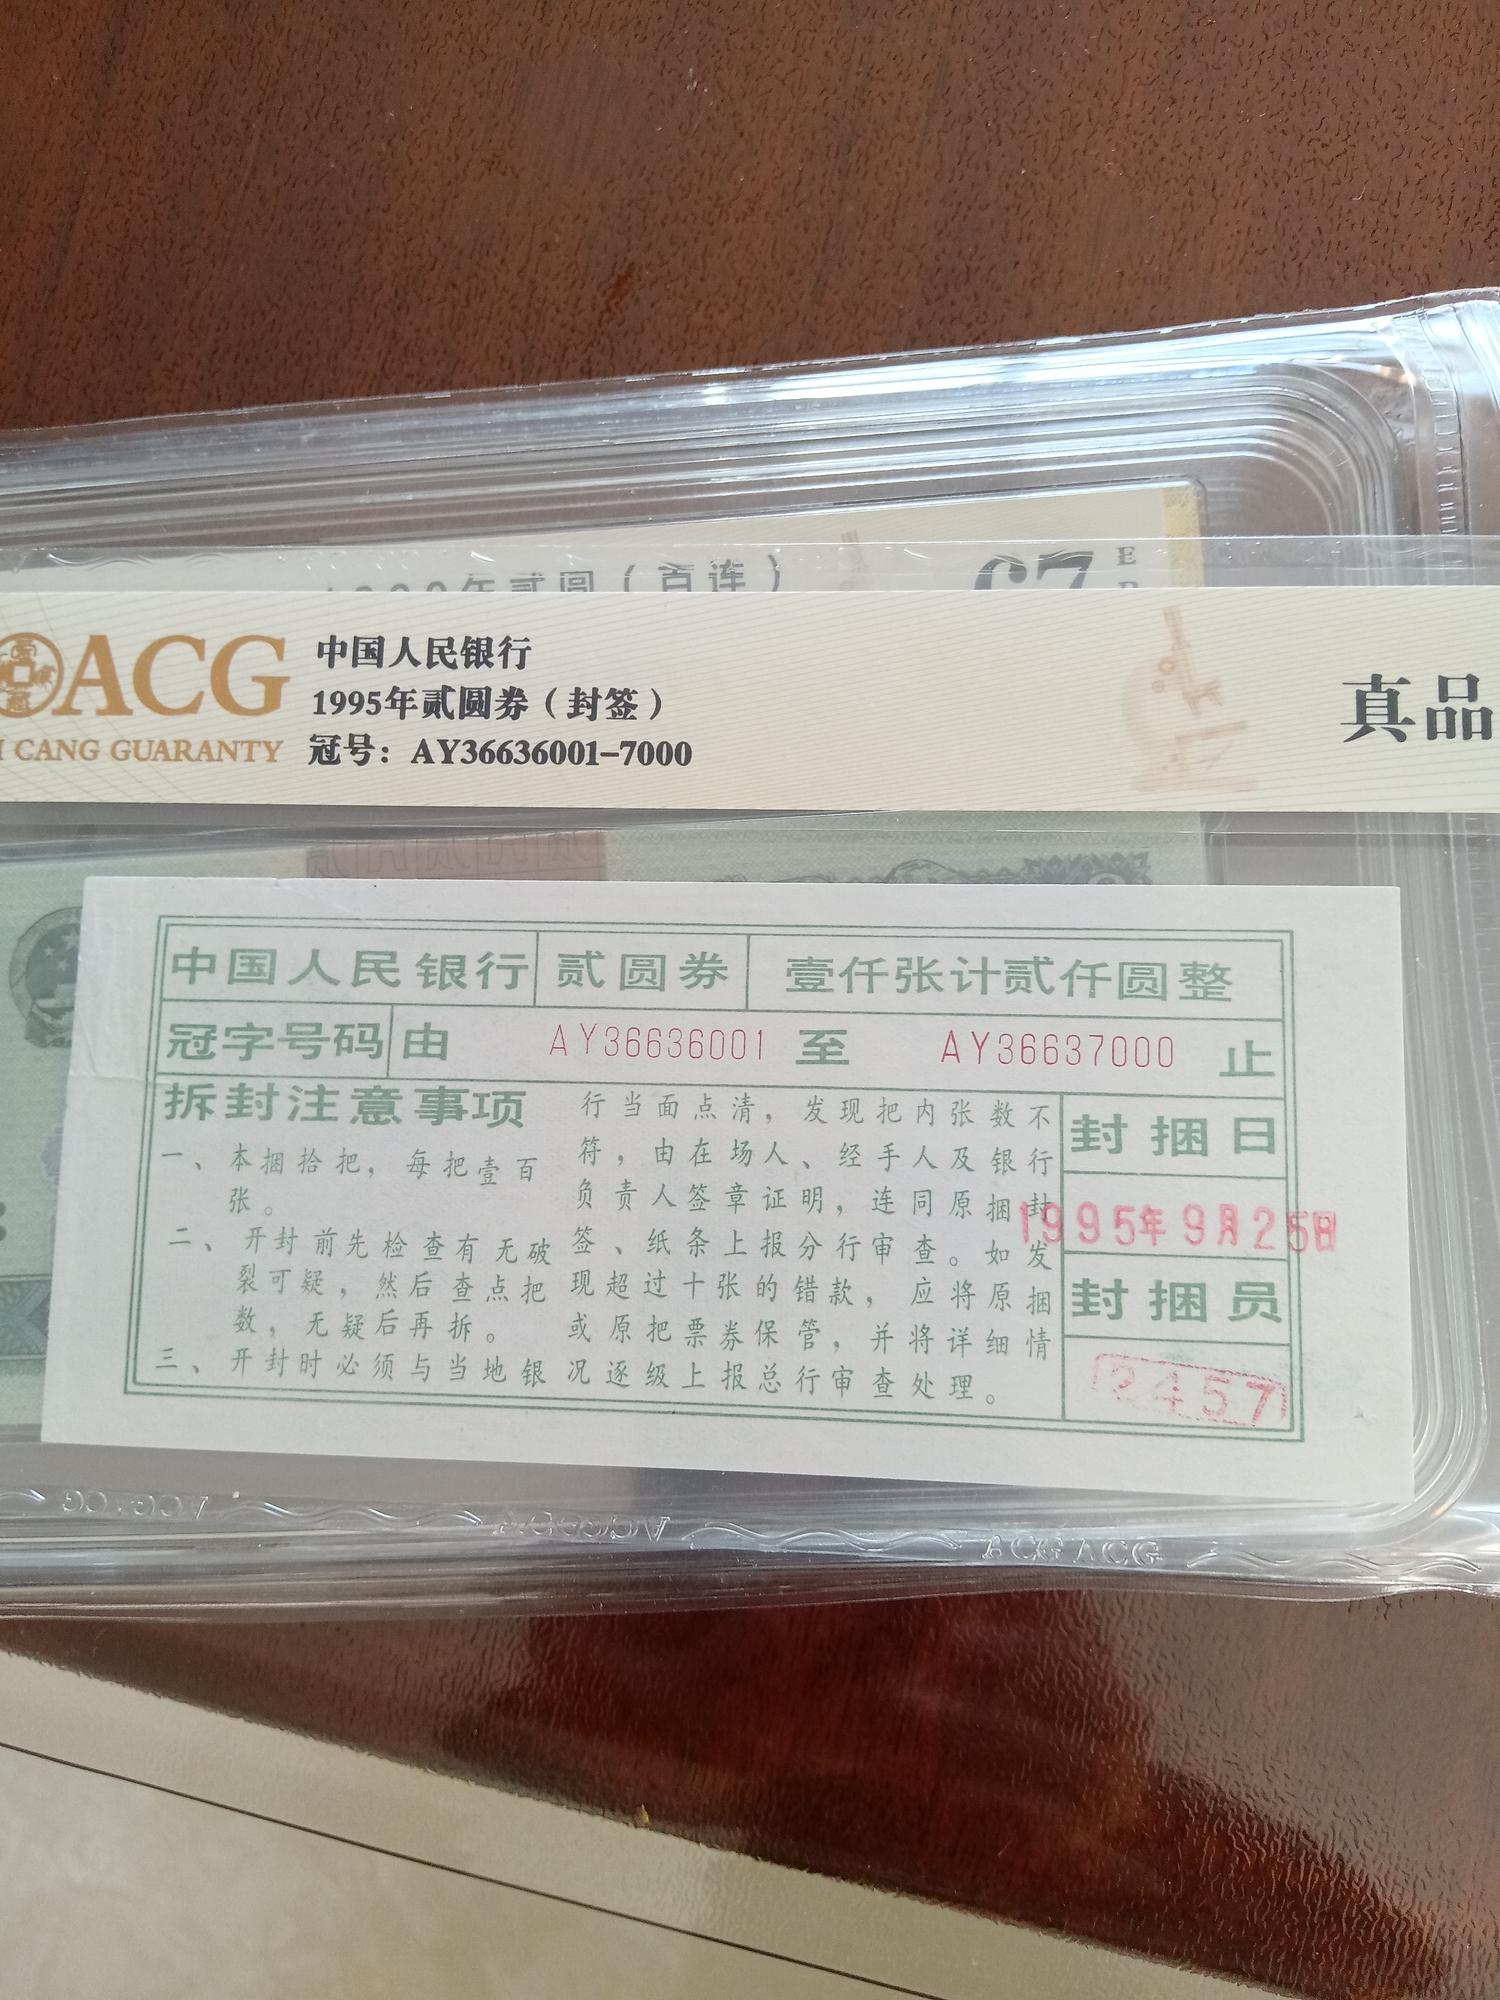 年贰圆（百连）
67
E
ACG
CANG GUARANTY
中国人民银行
1995年贰圆券（封签）
冠号：AY36636001-7000
真品
中国人民银行 贰圆券 壹仟张计贰仟圆整
冠字号码 由 AY36636001 至 AY36637000 止
拆封注意事项
一、本捆拾把，每把壹百
张。
二、开封前先检查有无破
裂可疑，然后查点把
数，无疑后再拆。
三、开封时必须与当地银
行当面点清，发现把内张数不
符，由在场人、经手人及银行
负责人签章证明，连同原捆封
签、纸条上报分行审查。如发
现超过十张的错款，应将原捆
或原把票券保管，并将详细情
况逐级上报总行审查处理。
封捆日
1995年9月25日
封捆员
2457
ACG ACG